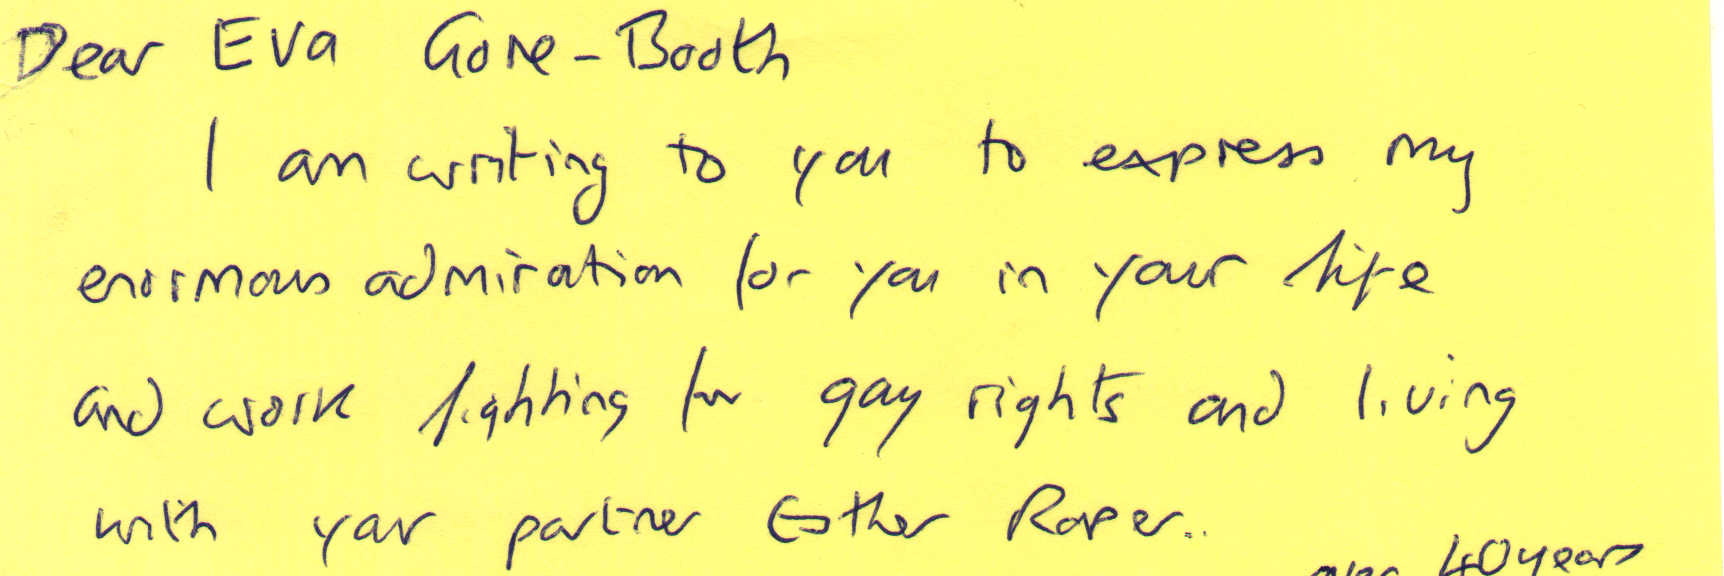 Dear Eva Gore-Booth
I am writing to you to express my
enormous admiration for you in your life
and work fighting for gay rights and living
with your partner Esther Roper..
over 40 years